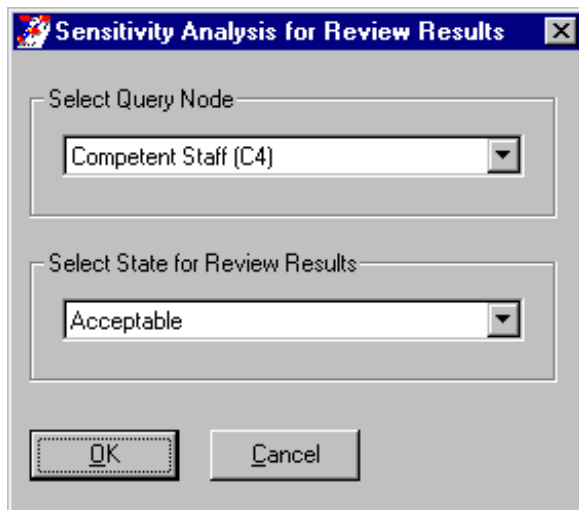 Sensitivity Analysis for Review Results
Select Query Node
Competent Staff (C4)
Select State for Review Results
Acceptable
OK
Cancel